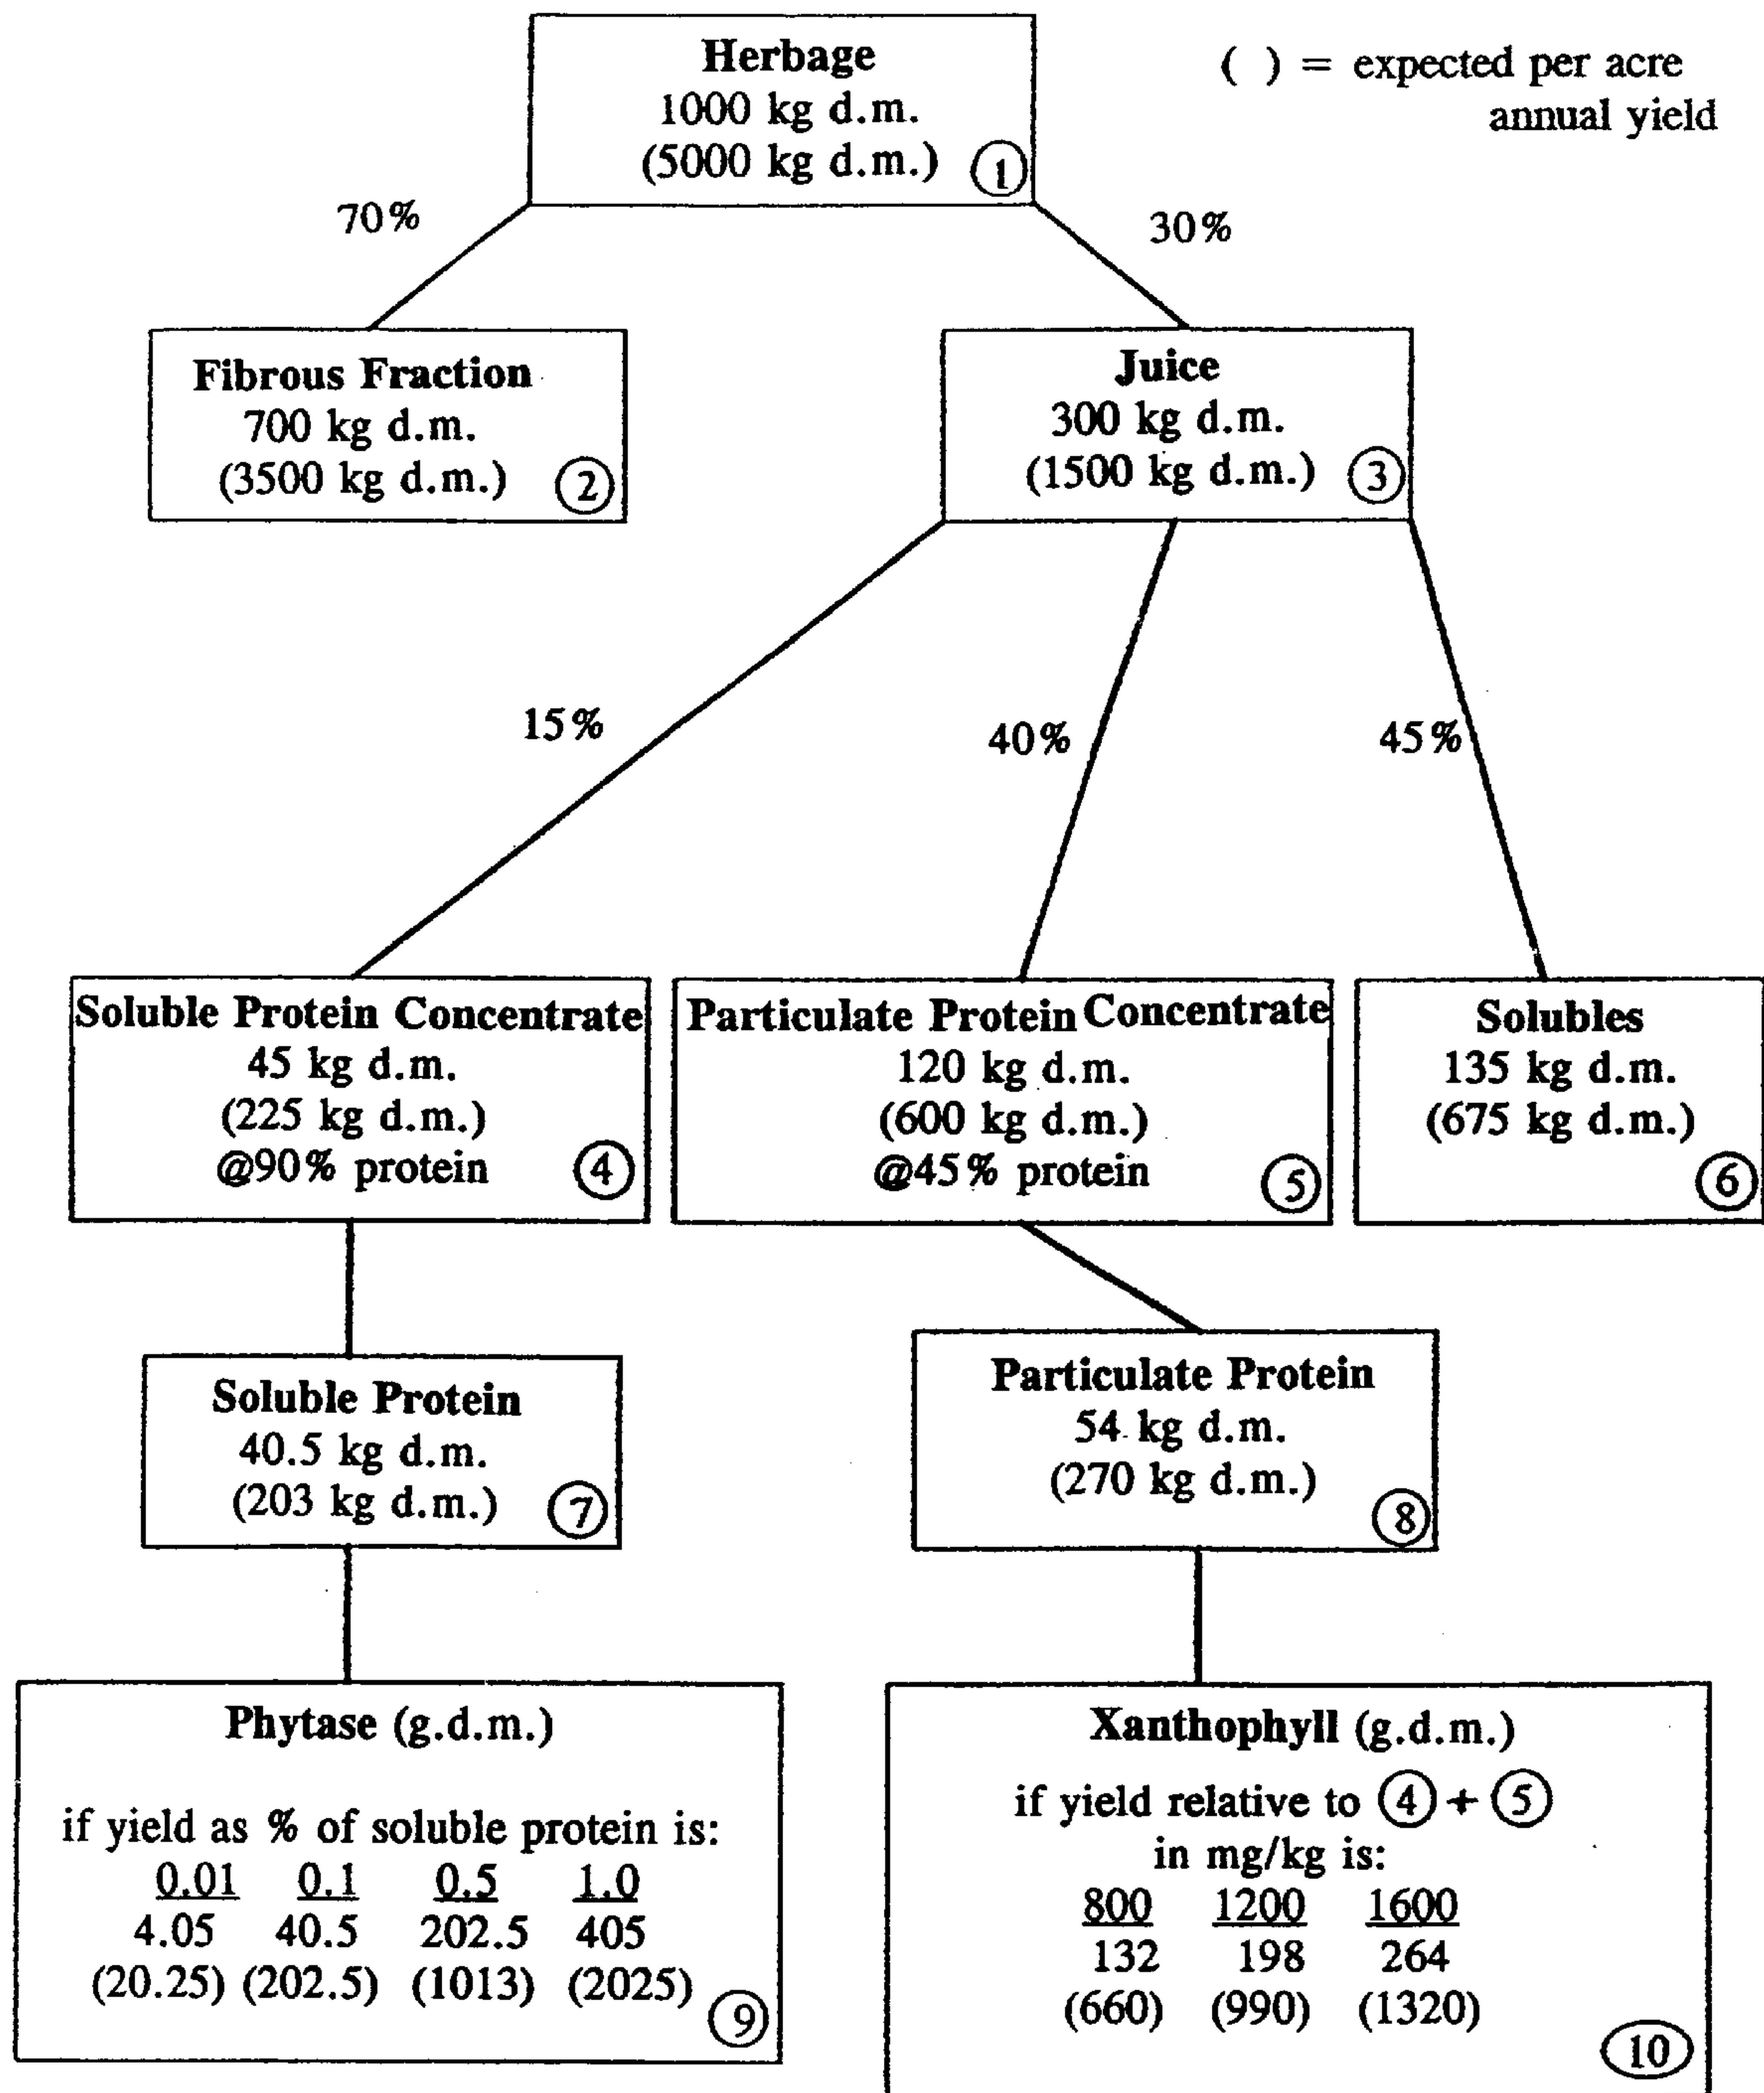 Herbage
1000 kg d.m.
(5000 kg d.m.) 1
( ) = expected per acre
annual yield
70%
30%
Fibrous Fraction
700 kg d.m.
(3500 kg d.m.) 2
Juice
300 kg d.m.
(1500 kg d.m.) 3
15%
40%
45%
Soluble Protein Concentrate
45 kg d.m.
(225 kg d.m.)
@90% protein 4
Particulate Protein Concentrate
120 kg d.m.
(600 kg d.m.)
@45% protein 5
Solubles
135 kg d.m.
(675 kg d.m.)
6
Soluble Protein
40.5 kg d.m.
(203 kg d.m.) 7
Particulate Protein
54 kg d.m.
(270 kg d.m.)
8
Phytase (g.d.m.)
if yield as % of soluble protein is:
0.01 0.1 0.5 1.0
4.05 40.5 202.5 405
(20.25) (202.5) (1013) (2025)
9
Xanthophyll (g.d.m.)
if yield relative to 4 + 5
in mg/kg is:
800 1200 1600
132 198 264
(660) (990) (1320)
10